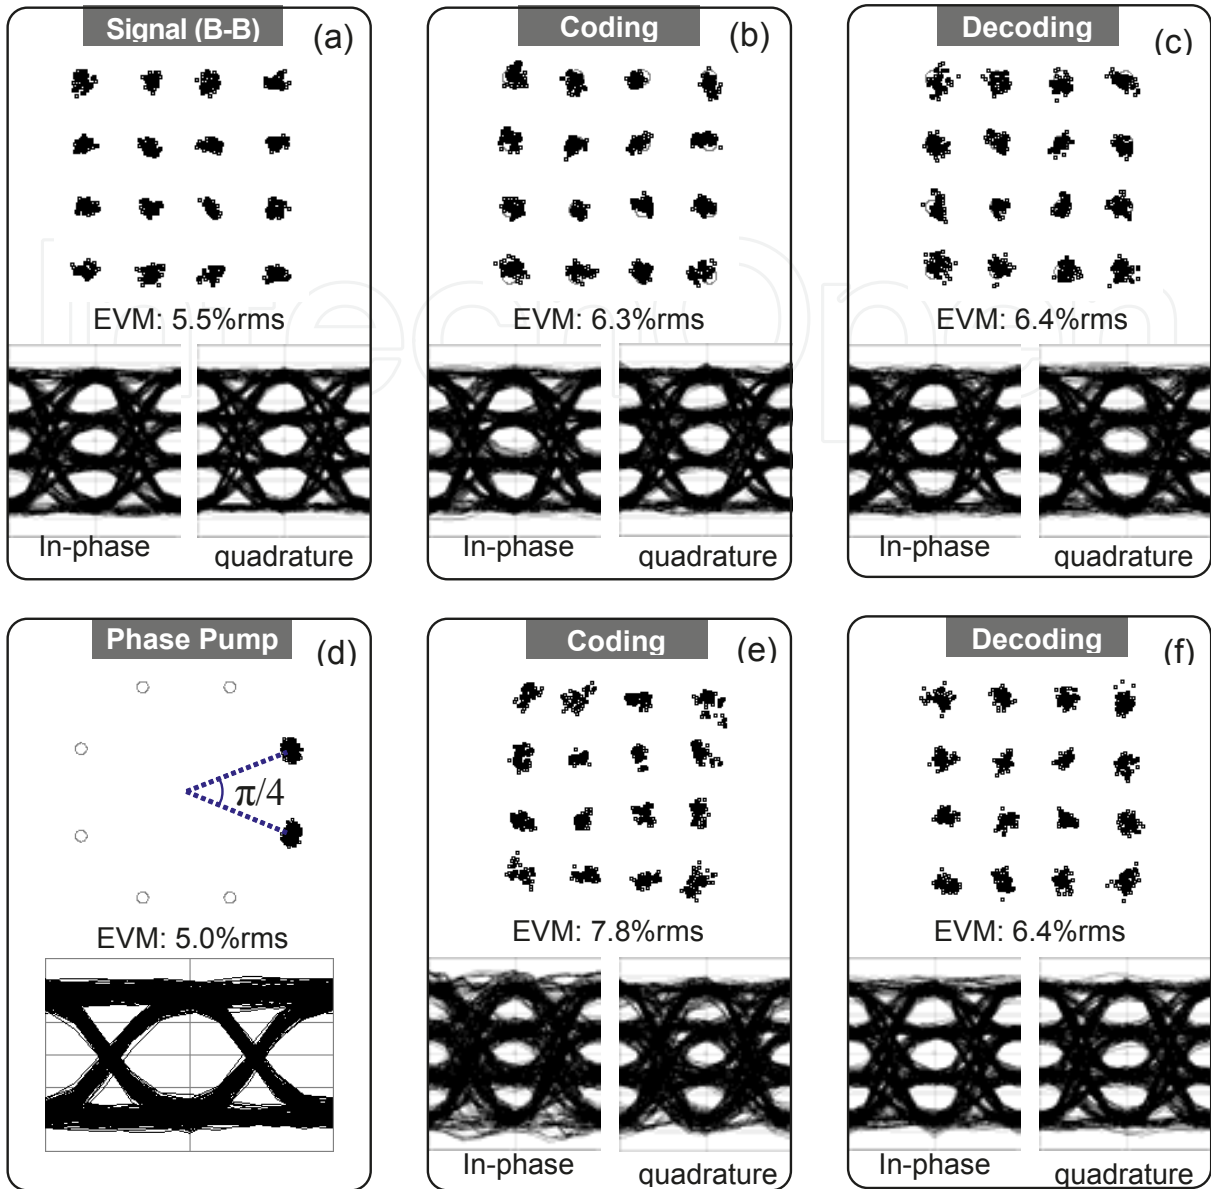 Signal (B-B)
(a)
EVM: 5.5%rms
In-phase
quadrature
Coding
(b)
EVM: 6.3%rms
In-phase
quadrature
Decoding
(c)
EVM: 6.4%rms
In-phase
quadrature
Phase Pump
(d)
π/4
EVM: 5.0%rms
Coding
(e)
EVM: 7.8%rms
In-phase
quadrature
Decoding
(f)
EVM: 6.4%rms
In-phase
quadrature
IntechOpen